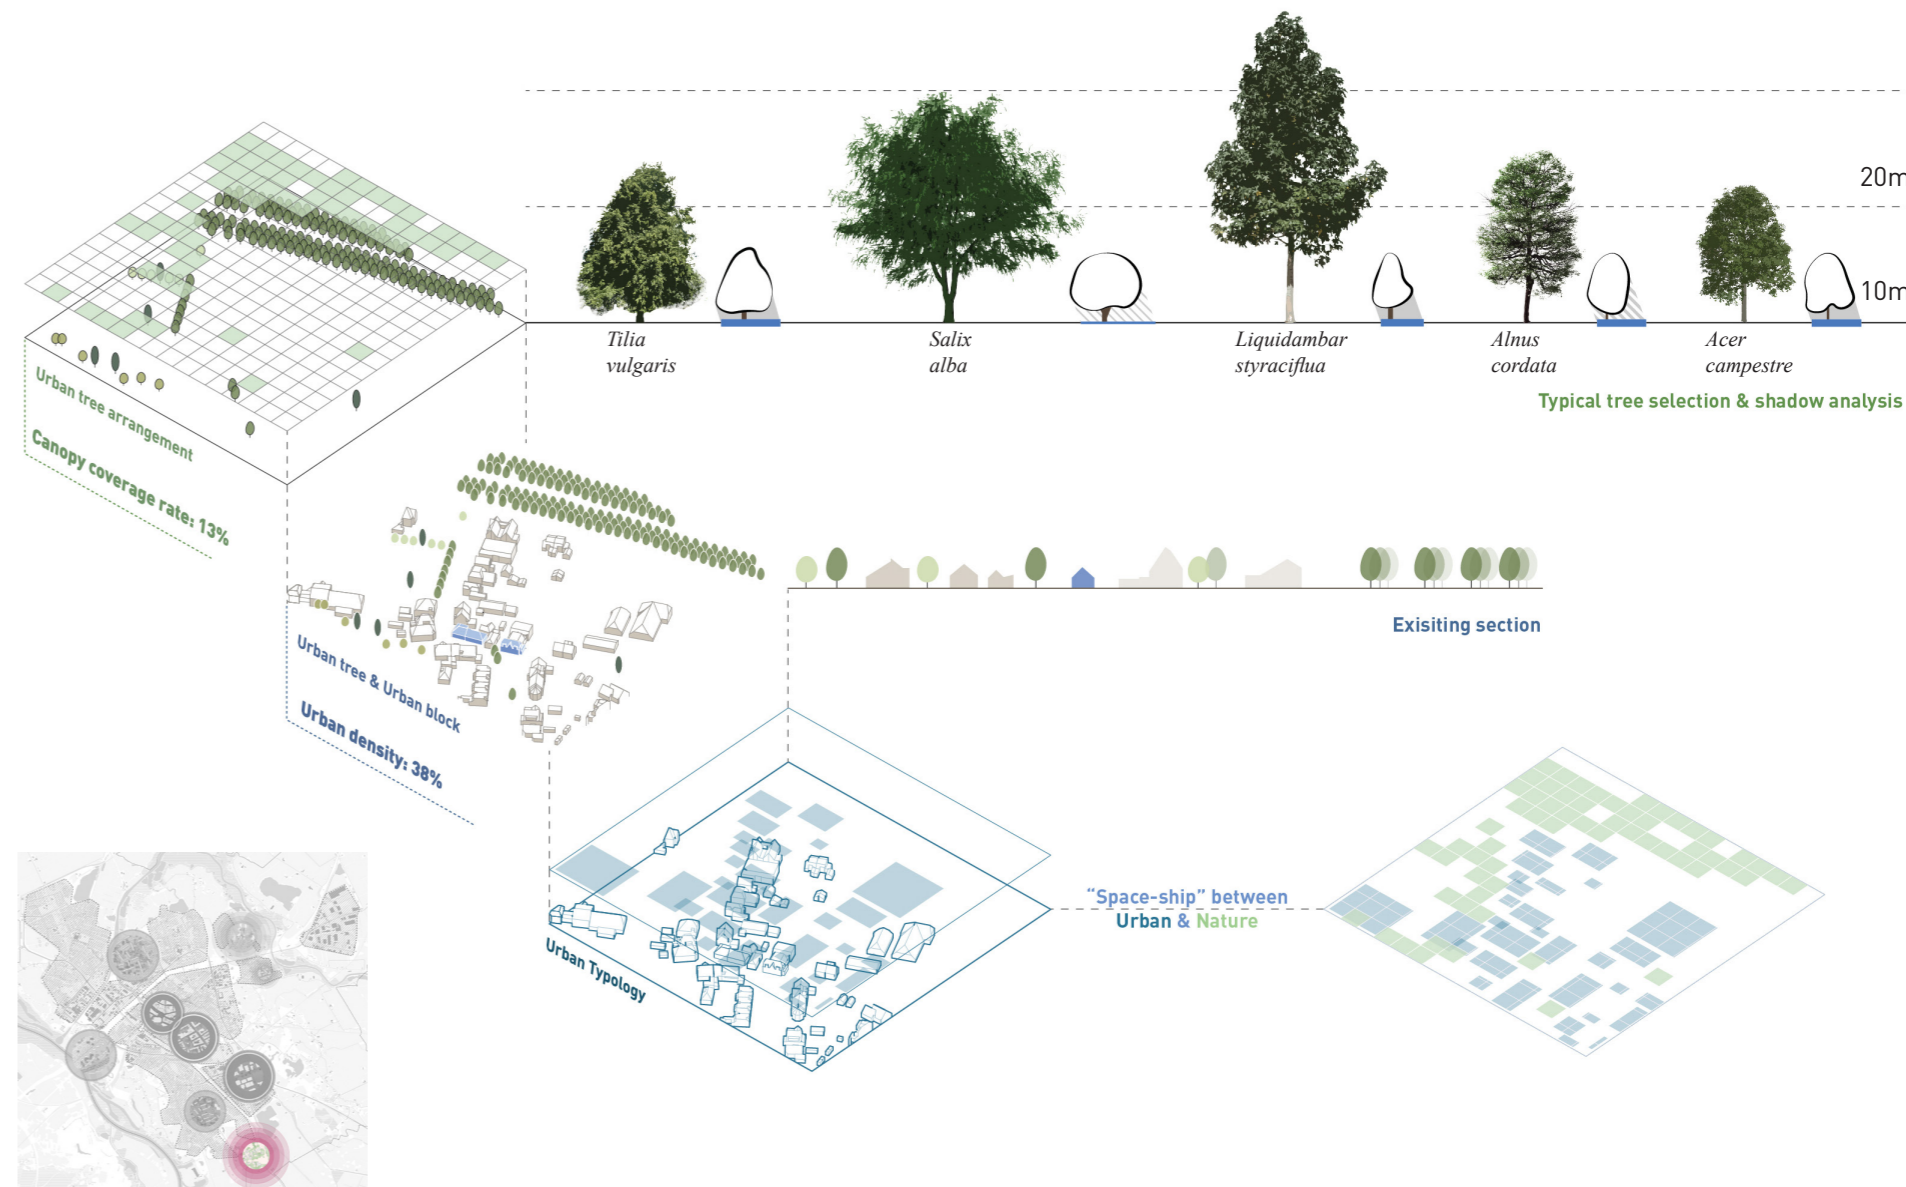 20m
10m
Tilia
vulgaris
Salix
alba
Liquidambar
styraciflua
Alnus
cordata
Acer
campestre
Typical tree selection & shadow analysis
Urban tree arrangement
Canopy coverage rate: 13%
Exisiting section
Urban tree & Urban block
Urban density: 38%
"Space-ship" between
Urban & Nature
Urban Typology